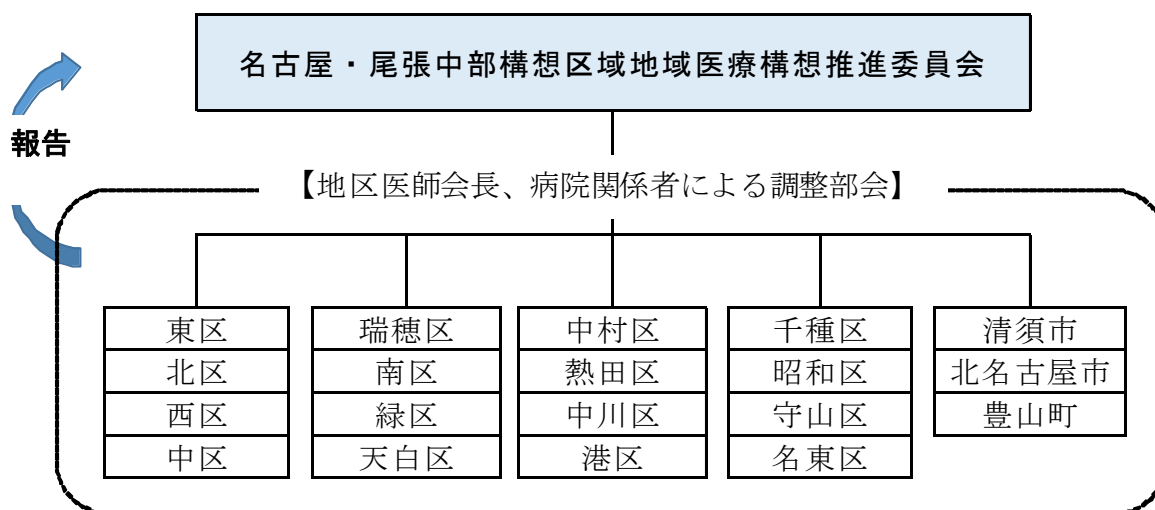 名古屋・尾張中部構想区域地域医療構想推進委員会
報告
【地区医師会長、病院関係者による調整部会】
東区
北区
西区
中区
瑞穂区
南区
緑区
天白区
中村区
熱田区
中川区
港区
千種区
昭和区
守山区
名東区
清須市
北名古屋市
豊山町